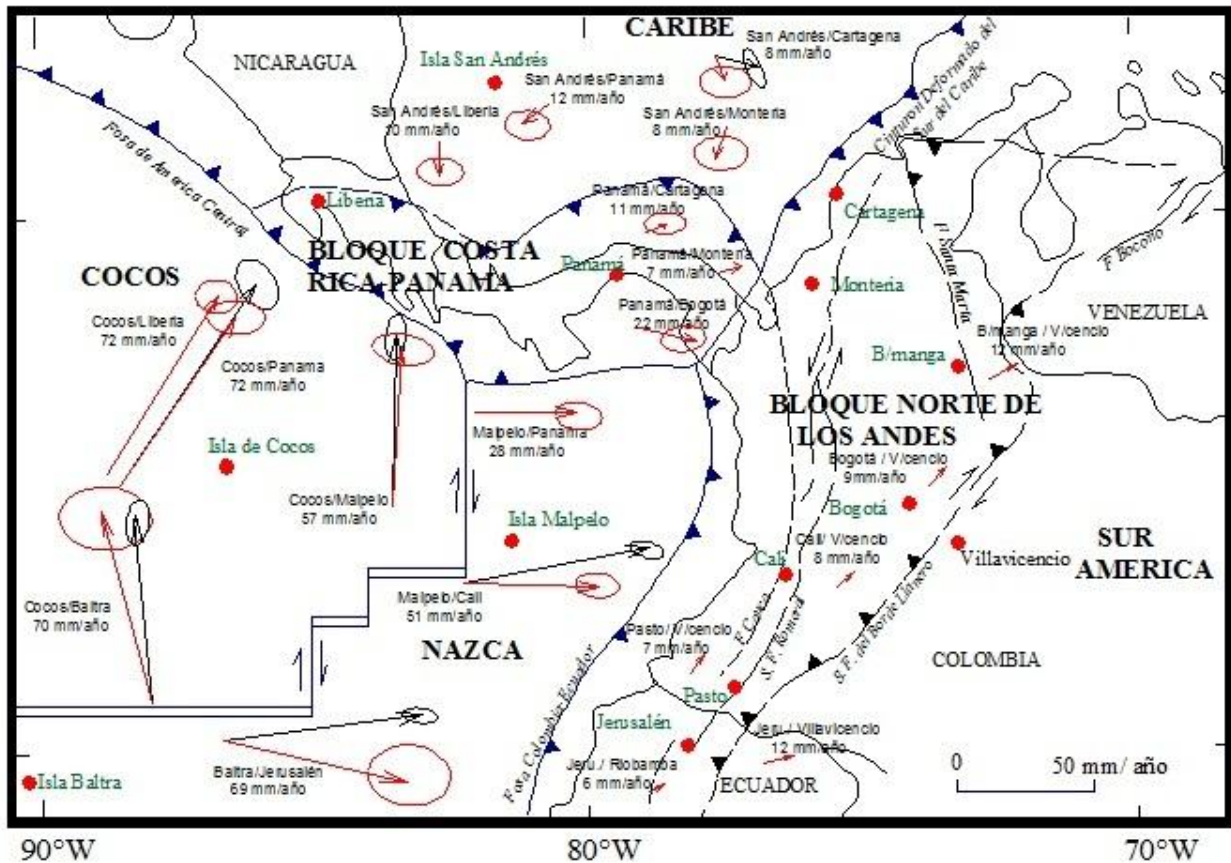 CARIBE
San Andrés/Cartagena
8 mm/año
NICARAGUA
Isla San Andrés
San Andrés/Panamá
12 mm/año
San Andrés/Liberia
10 mm/año
San Andrés/Montería
8 mm/año
Cinturon Deformado del
Sur del Caribe
Fosa de America Central
Liberia
Panamá/Cartagena
11 mm/año
Cartagena
BLOQUE COSTA
RICA-PANAMA
COCOS
Panamá
Panamá/Montería
7 mm/año
Montería
F. Santa Marta
F. Bocono
Cocos/Liberia
72 mm/año
Panamá/Bogotá
22 mm/año
VENEZUELA
B/manga / V/cencio
12 mm/año
Cocos/Panama
72 mm/año
B/manga
BLOQUE NORTE DE
LOS ANDES
Malpelo/Panama
28 mm/año
Isla de Cocos
Bogotá / V/cencio
9mm/año
Cocos/Malpelo
57 mm/año
Isla Malpelo
Bogotá
SUR
AMERICA
Cali/ V/cencio
8 mm/año
Cali
Villavicencio
Cocos/Baltra
70 mm/año
Malpelo/Cali
51 mm/año
F. Cauca
S. F. Romeral
S. F. del Borde Llanero
NAZCA
Pasto/ V/cencio
7 mm/año
COLOMBIA
Pasto
Fosa Colombia Ecuador
Jerusalén
Jeru./ Villavicencio
12 mm/año
Baltra/Jerusalén
69 mm/año
Jeru./ Riobamba
6 mm/año
ECUADOR
0 50 mm/ año
Isla Baltra
90°W 80°W 70°W